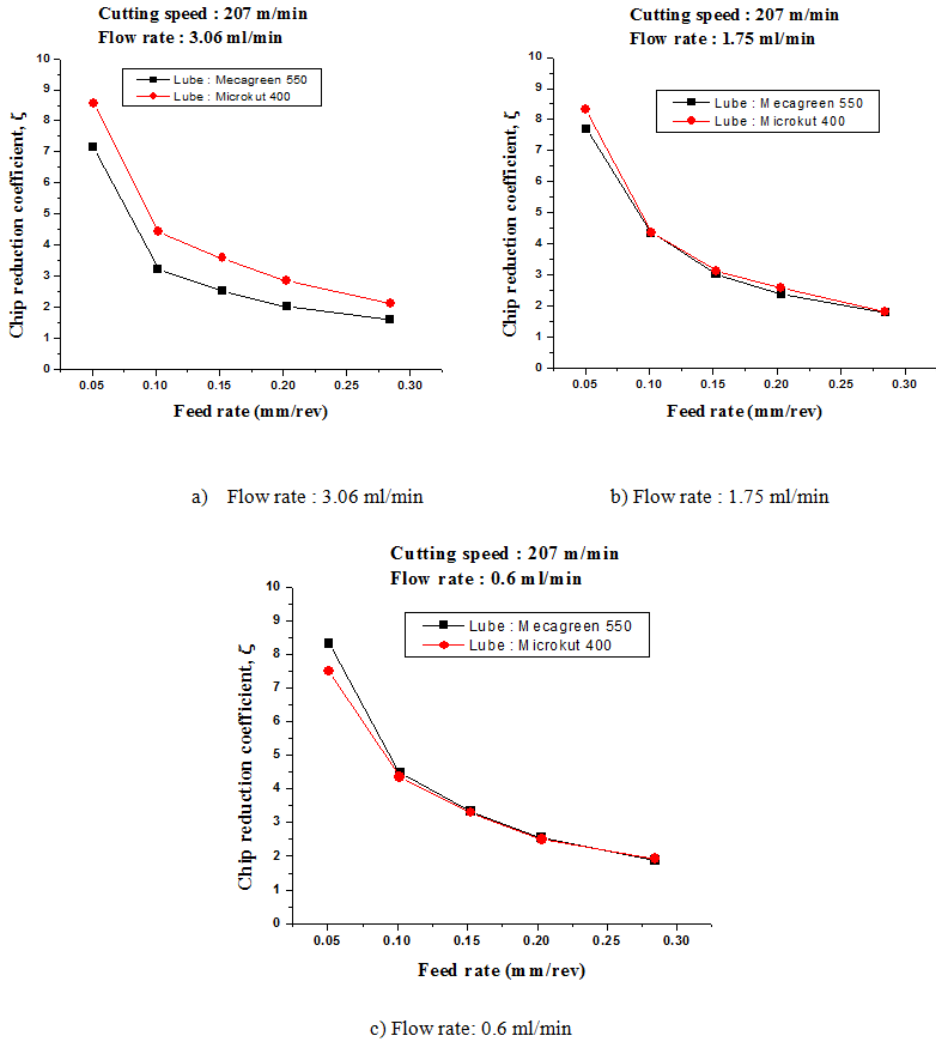 Cutting speed : 207 m/min
Flow rate : 3.06 ml/min
Lube : Mecagreen 550
Lube : Microkut 400
Chip reduction coefficient, ζ
10
9
8
7
6
5
4
3
2
1
0
0.05 0.10 0.15 0.20 0.25 0.30
Feed rate (mm/rev)
a) Flow rate : 3.06 ml/min
Cutting speed : 207 m/min
Flow rate : 1.75 ml/min
Lube : Mecagreen 550
Lube : Microkut 400
Chip reduction coefficient, ζ
10
9
8
7
6
5
4
3
2
1
0
0.05 0.10 0.15 0.20 0.25 0.30
Feed rate (mm/rev)
b) Flow rate : 1.75 ml/min
Cutting speed : 207 m/min
Flow rate : 0.6 ml/min
Lube : Mecagreen 550
Lube : Microkut 400
Chip reduction coefficient, ζ
10
9
8
7
6
5
4
3
2
1
0
0.05 0.10 0.15 0.20 0.25 0.30
Feed rate (mm/rev)
c) Flow rate: 0.6 ml/min